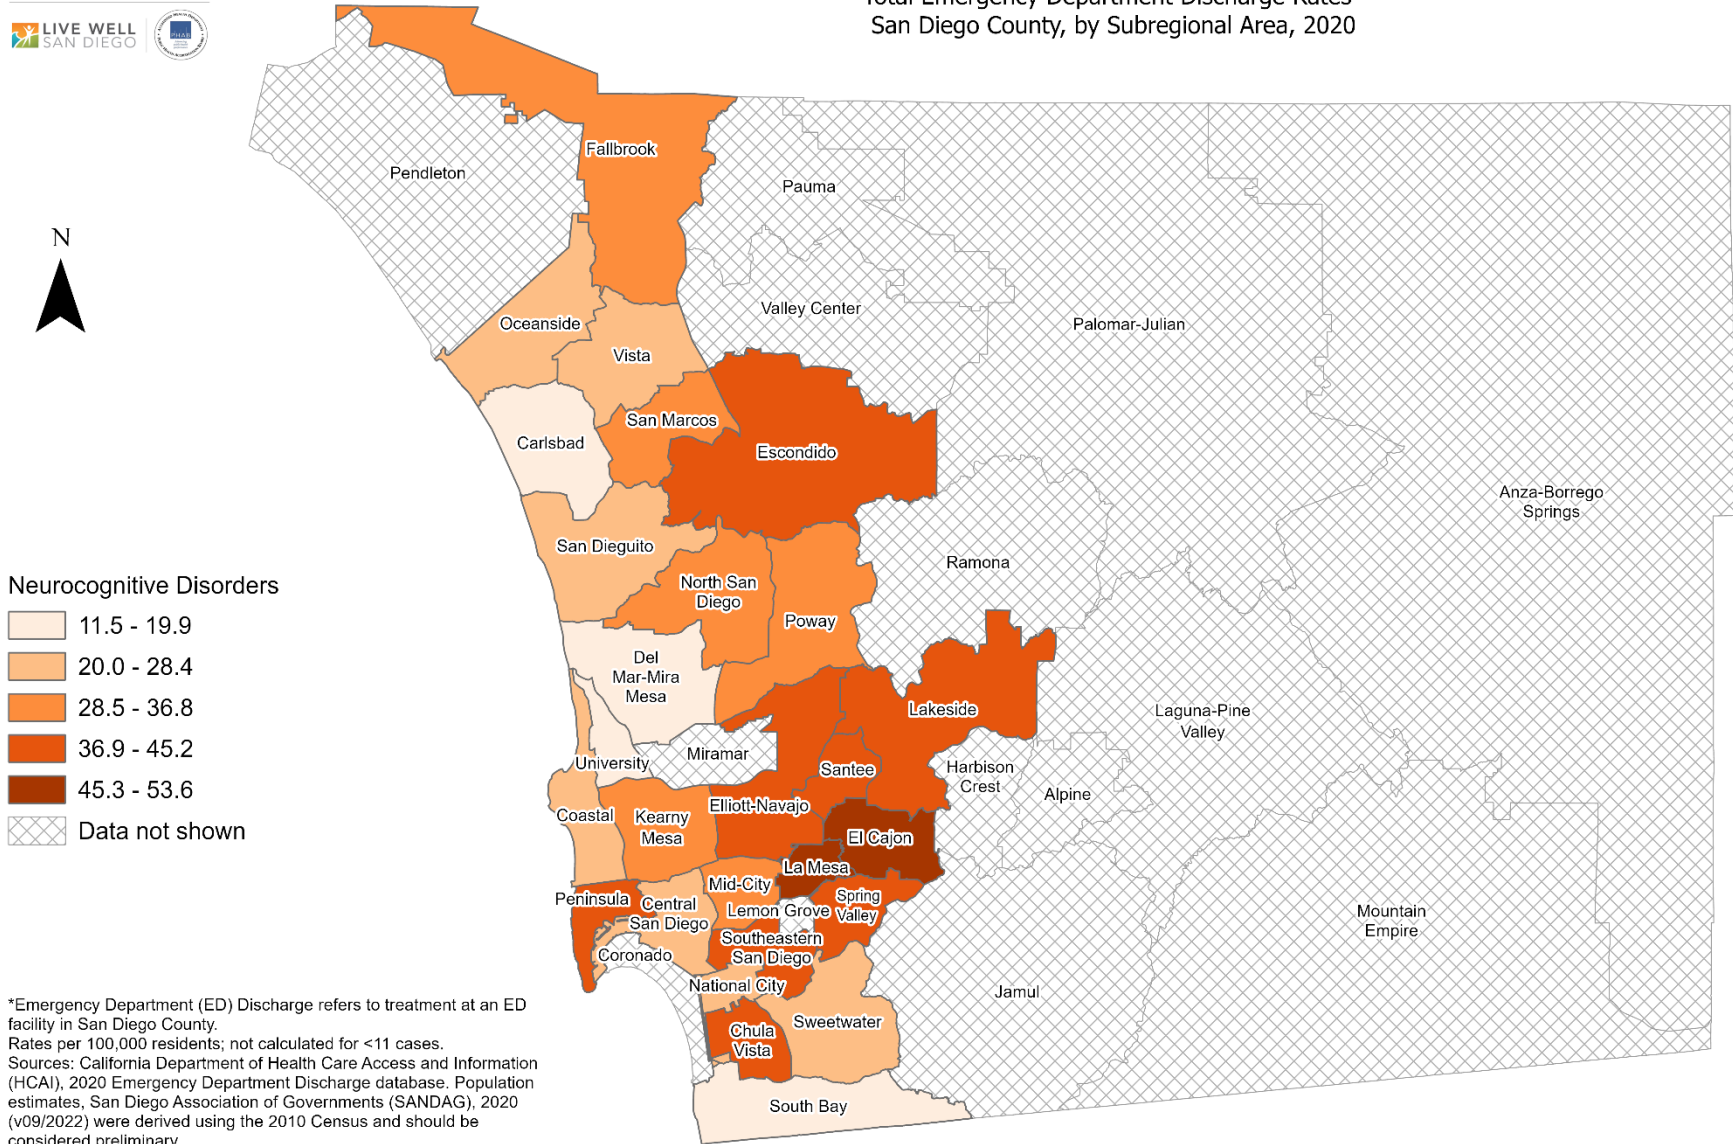 LIVE WELL
SAN DIEGO
PHAB
Total Emergency Department Discharge Rates
San Diego County, by Subregional Area, 2020
N
Fallbrook
Pendleton
Pauma
Valley Center
Palomar-Julian
Oceanside
Vista
San Marcos
Carlsbad
Escondido
Anza-Borrego
Springs
San Dieguito
Ramona
North San
Diego
Poway
Del
Mar-Mira
Mesa
Lakeside
Laguna-Pine
Valley
Miramar
University
Santee
Harbison
Crest
Alpine
Elliott-Navajo
Coastal
Kearny
Mesa
El Cajon
La Mesa
Mid-City
Peninsula
Central
San Diego
Spring
Valley
Lemon Grove
Mountain
Empire
Southeastern
San Diego
Coronado
National City
Jamul
Chula
Vista
Sweetwater
South Bay
Neurocognitive Disorders
11.5 - 19.9
20.0 - 28.4
28.5 - 36.8
36.9 - 45.2
45.3 - 53.6
Data not shown
*Emergency Department (ED) Discharge refers to treatment at an ED
facility in San Diego County.
Rates per 100,000 residents; not calculated for <11 cases.
Sources: California Department of Health Care Access and Information
(HCAI), 2020 Emergency Department Discharge database. Population
estimates, San Diego Association of Governments (SANDAG), 2020
(v09/2022) were derived using the 2010 Census and should be
considered preliminary.